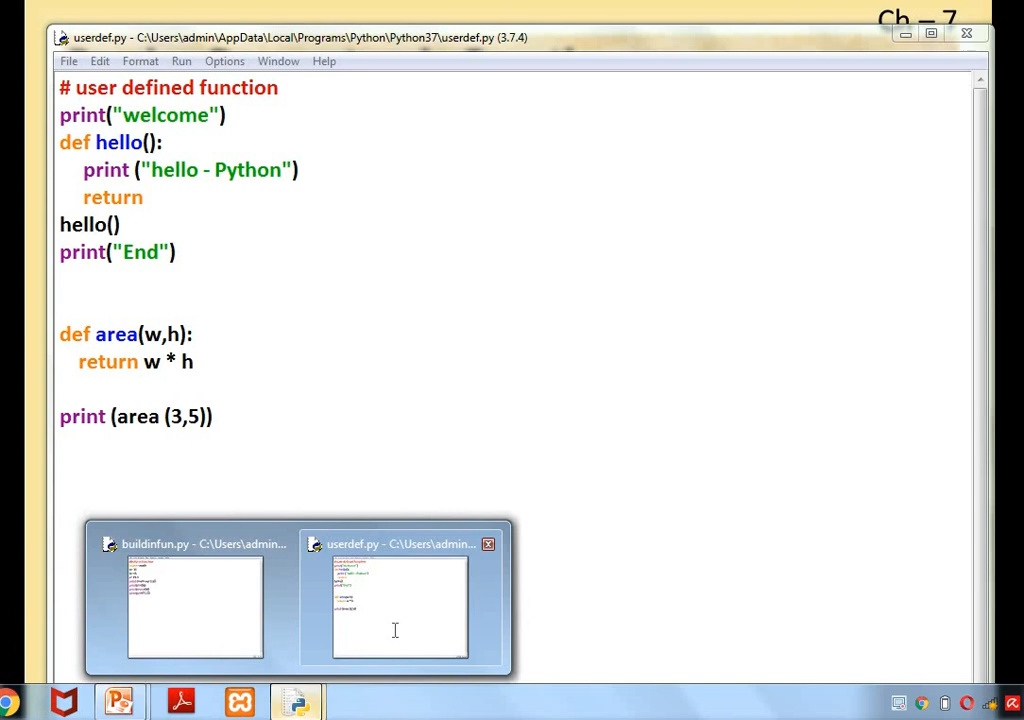 Ch – 7
userdef.py - C:\Users\admin\AppData\Local\Programs\Python\Python37\userdef.py (3.7.4)
File Edit Format Run Options Window Help
# user defined function
print("welcome")
def hello():
    print ("hello - Python")
    return
hello()
print("End")
def area(w,h):
    return w * h
print (area (3,5))
buildinfun.py - C:\Users\admin...
userdef.py - C:\Users\admin...